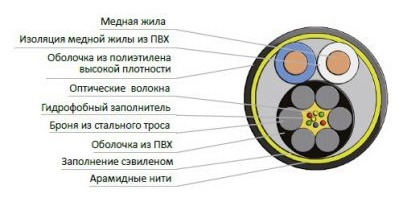 Медная жила
Изоляция медной жилы из ПВХ
Оболочка из полиэтилена
высокой плотности
Оптические волокна
Гидрофобный заполнитель
Броня из стального троса
Оболочка из ПВХ
Заполнение сэвиленом
Арамидные нити